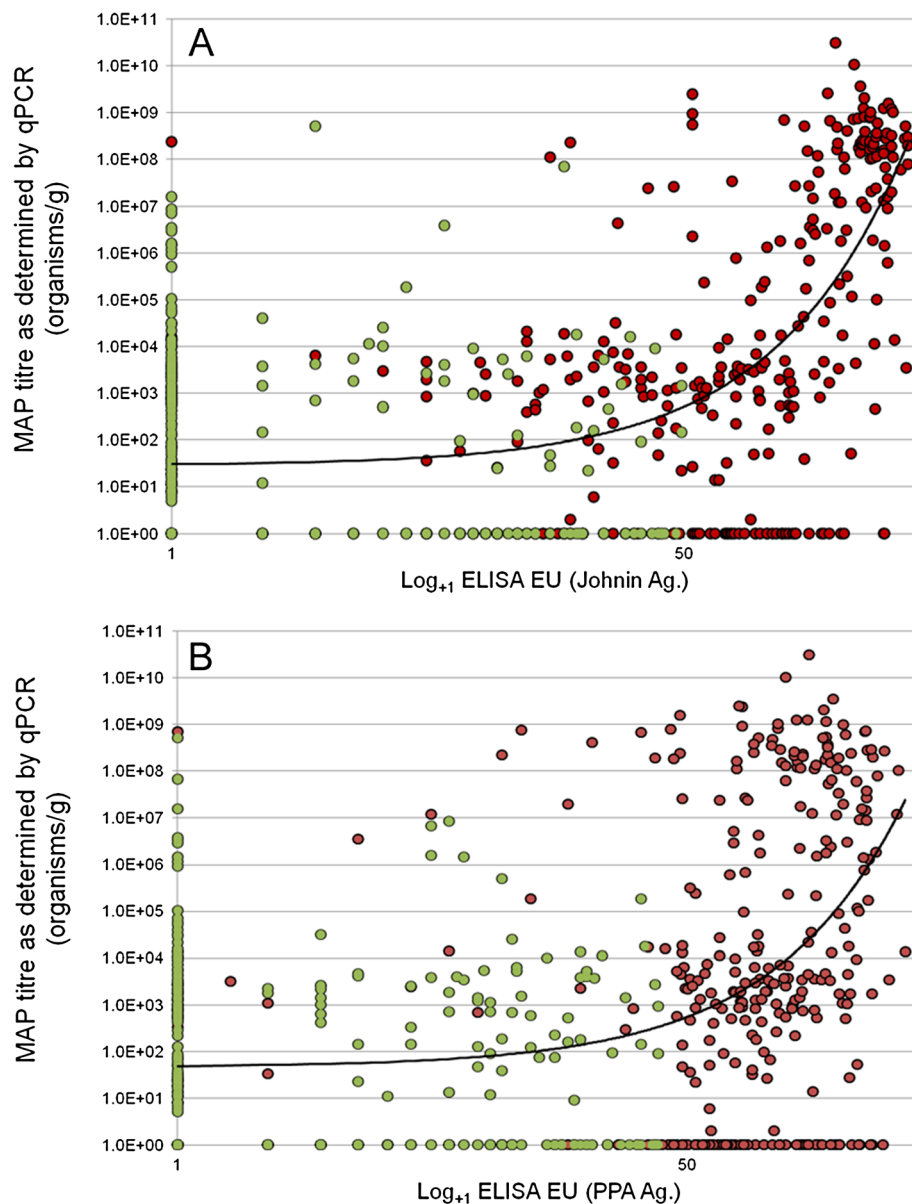 A
1.0E+11
1.0E+10
1.0E+09
1.0E+08
1.0E+07
1.0E+06
1.0E+05
1.0E+04
1.0E+03
1.0E+02
1.0E+01
1.0E+00
MAP titre as determined by qPCR
(organisms/g)
1
50
Log+1 ELISA EU (Johnin Ag.)
B
1.0E+11
1.0E+10
1.0E+09
1.0E+08
1.0E+07
1.0E+06
1.0E+05
1.0E+04
1.0E+03
1.0E+02
1.0E+01
1.0E+00
MAP titre as determined by qPCR
(organisms/g)
1
50
Log+1 ELISA EU (PPA Ag.)